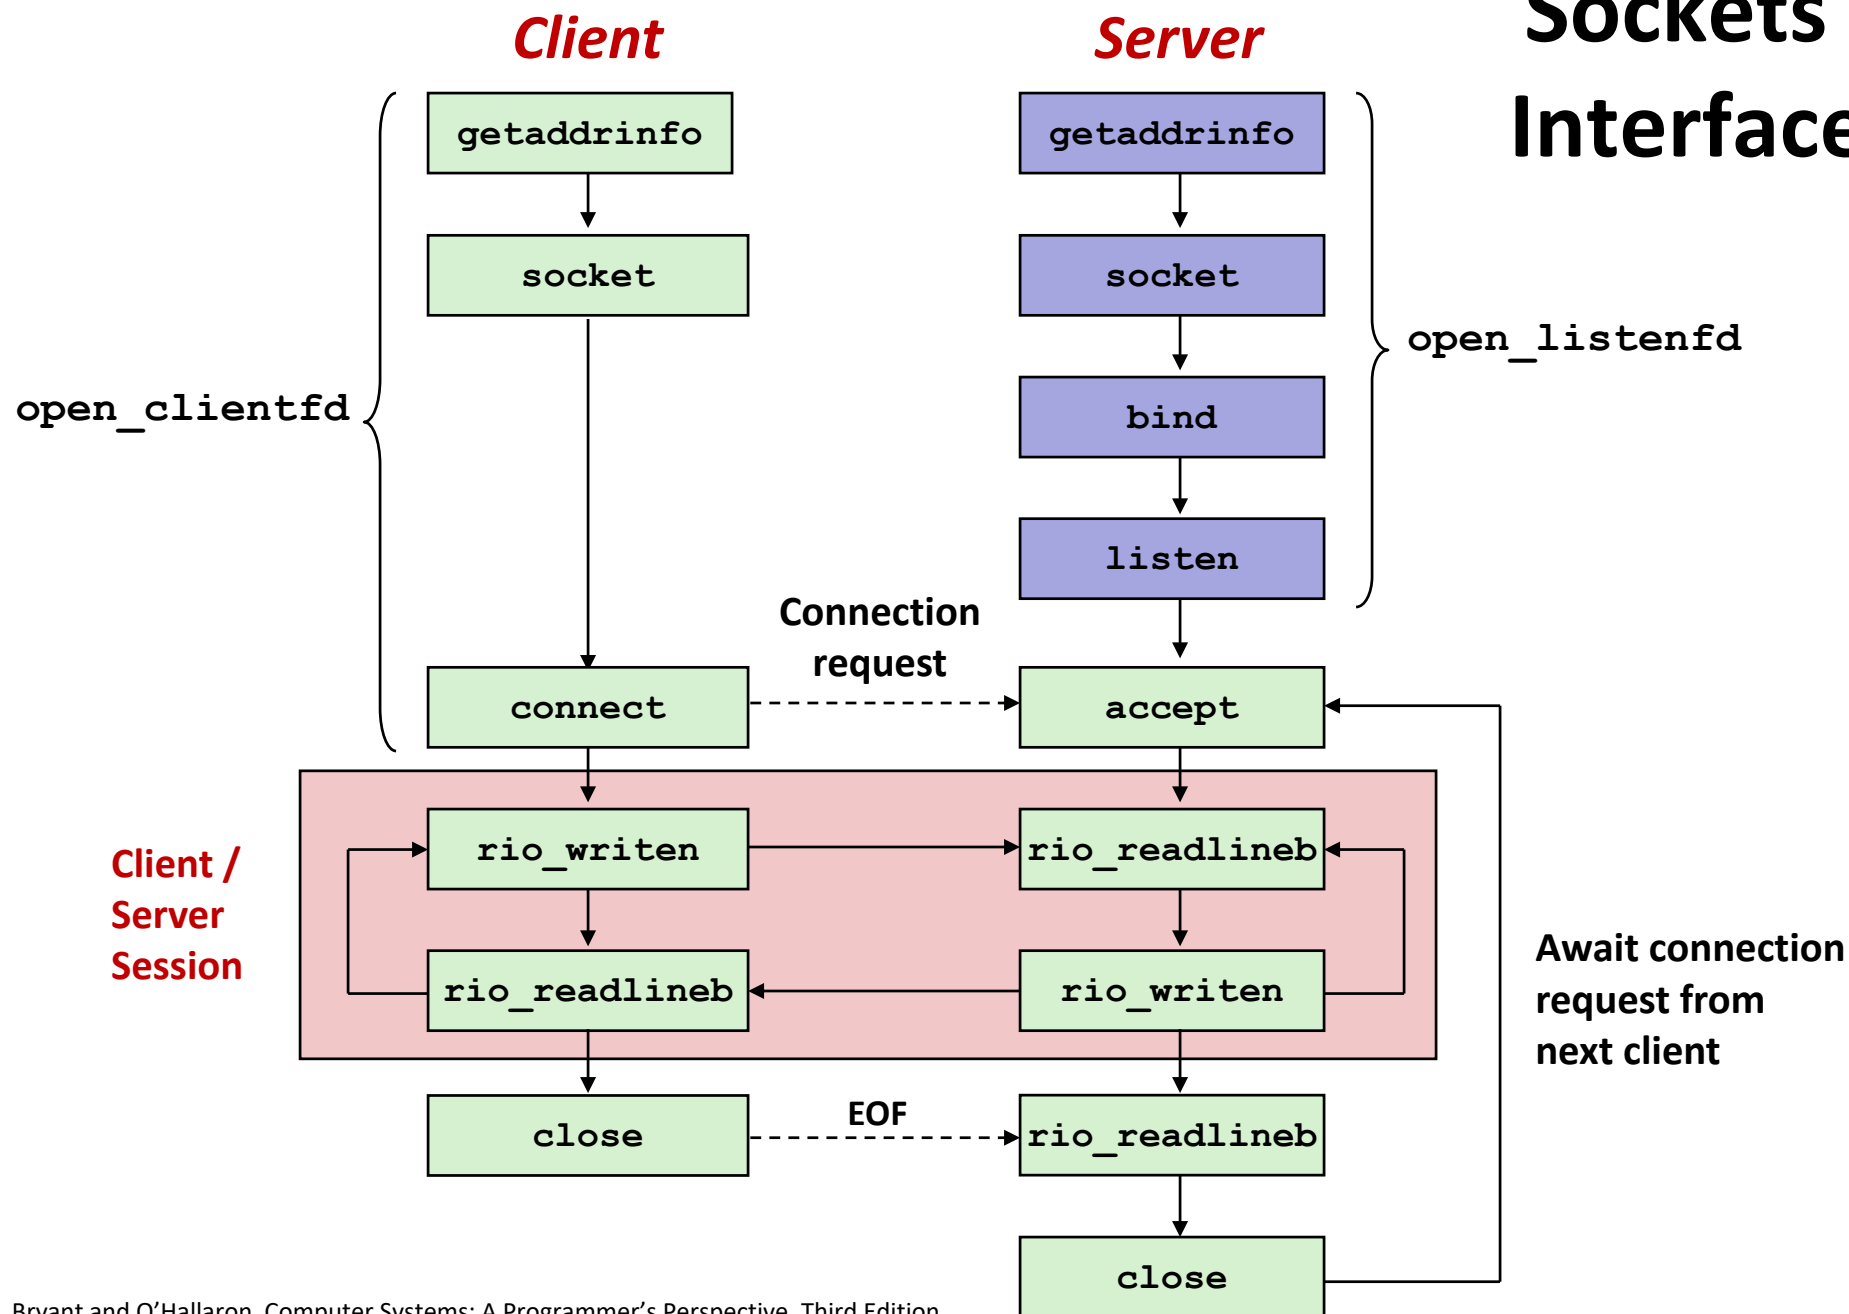 Client
Server
Sockets
Interface
getaddrinfo
getaddrinfo
socket
socket
open_listenfd
open_clientfd
bind
listen
Connection
request
connect
accept
Client /
Server
Session
rio_writen
rio_readlineb
rio_readlineb
rio_writen
Await connection
request from
next client
close
EOF
rio_readlineb
close
Bryant and O'Hallaron, Computer Systems: A Programmer's Perspective, Third Edition